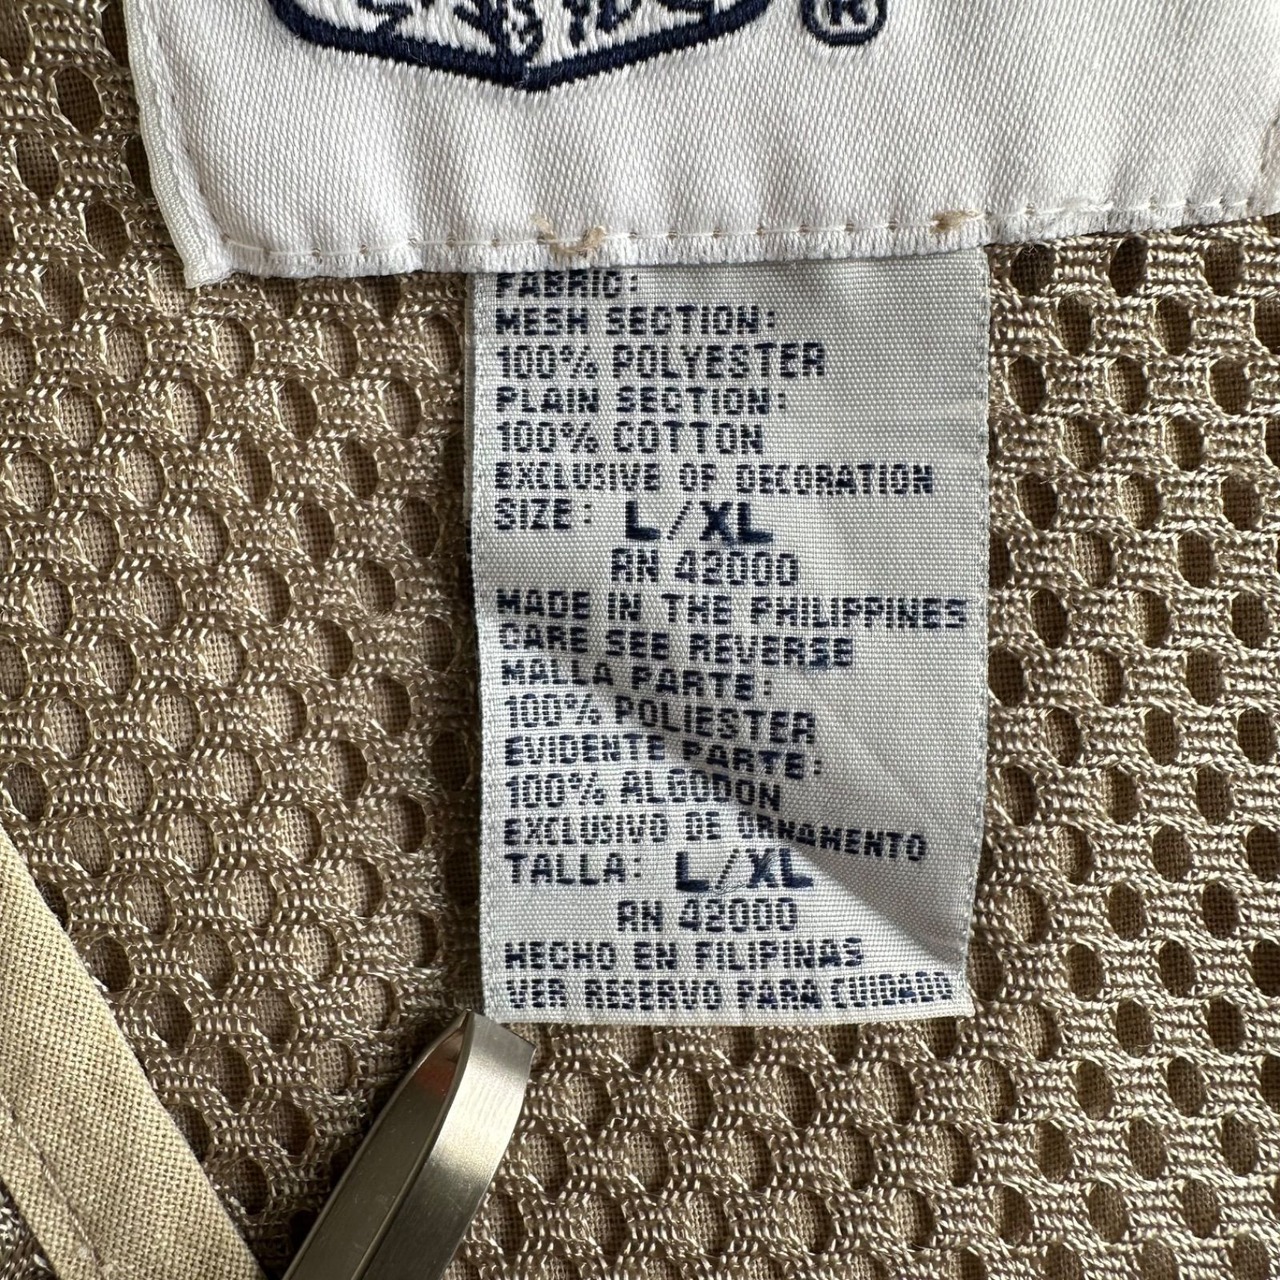 ®
FABRIC:
MESH SECTION:
100% POLYESTER
PLAIN SECTION:
100% COTTON
EXCLUSIVE OF DECORATION
SIZE: L/XL
RN 42000
MADE IN THE PHILIPPINES
CARE SEE REVERSE
MALLA PARTE:
100% POLIESTER
EVIDENTE PARTE:
100% ALGODON
EXCLUSIVO DE ORNAMENTO
TALLA: L/XL
RN 42000
HECHO EN FILIPINAS
VER RESERVO PARA CUIDADO